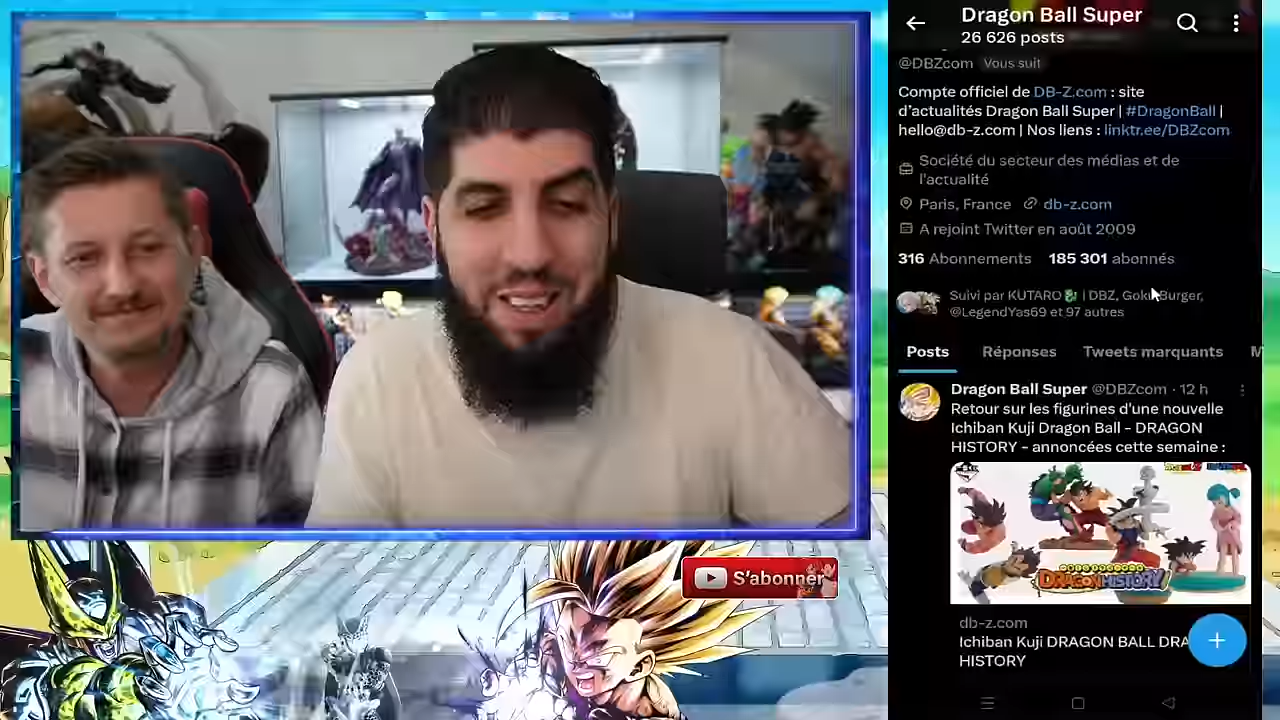 Dragon Ball Super
26 626 posts
@DBZcom Vous suit
Compte officiel de DB-Z.com : site
d'actualités Dragon Ball Super | #DragonBall |
hello@db-z.com | Nos liens : linktr.ee/DBZcom
Société du secteur des médias et de
l'actualité
Paris, France db-z.com
A rejoint Twitter en août 2009
316 Abonnements 185 301 abonnés
Suivi par KUTARO | DBZ, Goku Burger,
@LegendYas69 et 97 autres
Posts Réponses Tweets marquants M
Dragon Ball Super @DBZcom · 12 h
Retour sur les figurines d'une nouvelle
Ichiban Kuji Dragon Ball - DRAGON
HISTORY - annoncées cette semaine :
DRAGON HISTORY
db-z.com
Ichiban Kuji DRAGON BALL DRA
HISTORY
S'abonner